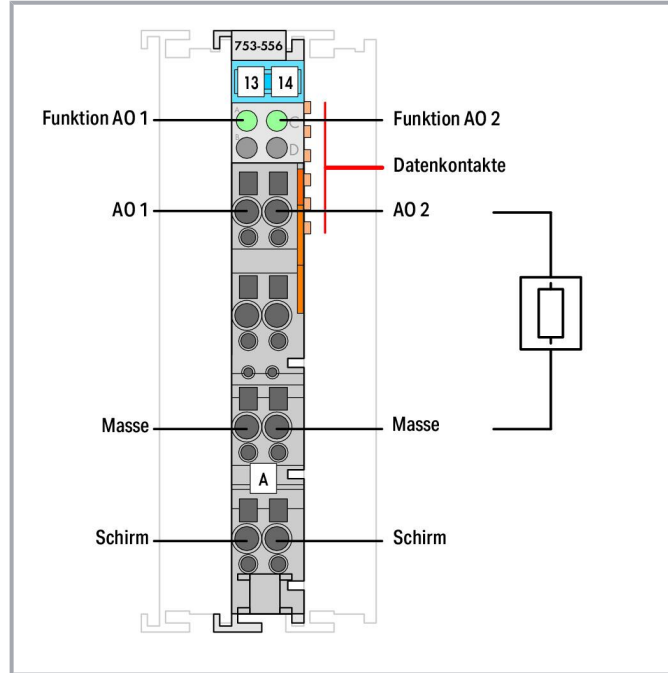 753-556
13 14
Funktion AO 1
A C
Funktion AO 2
B D
Datenkontakte
AO 1
AO 2
Masse
Masse
A
Schirm
Schirm